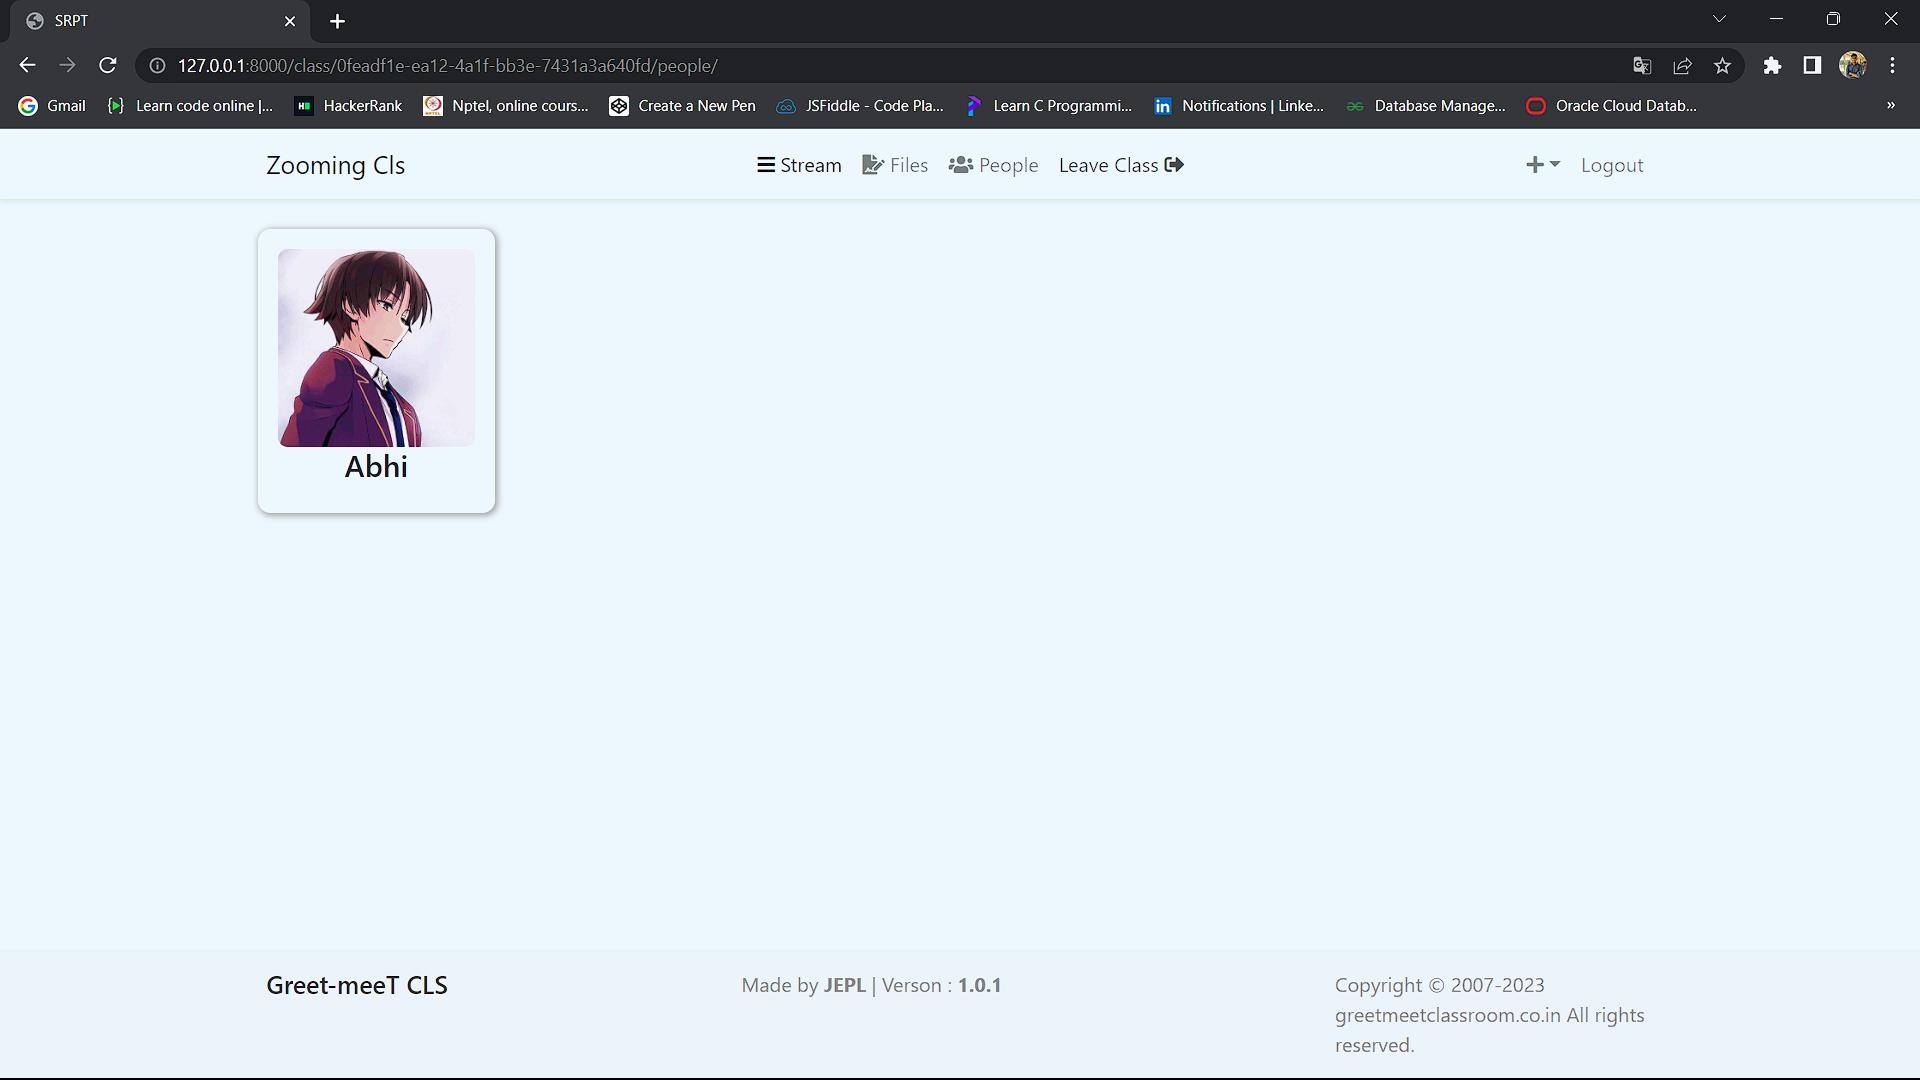 SRPT
127.0.0.1:8000/class/0feadf1e-ea12-4a1f-bb3e-7431a3a640fd/people/
Gmail Learn code online |... HackerRank Nptel, online cours... Create a New Pen JSFiddle - Code Pla... Learn C Programmi... Notifications | Linke... Database Manage... Oracle Cloud Datab... »
Zooming Cls Stream Files People Leave Class Logout
Abhi
Greet-meeT CLS Made by JEPL | Verson : 1.0.1 Copyright © 2007-2023
greetmeetclassroom.co.in All rights
reserved.